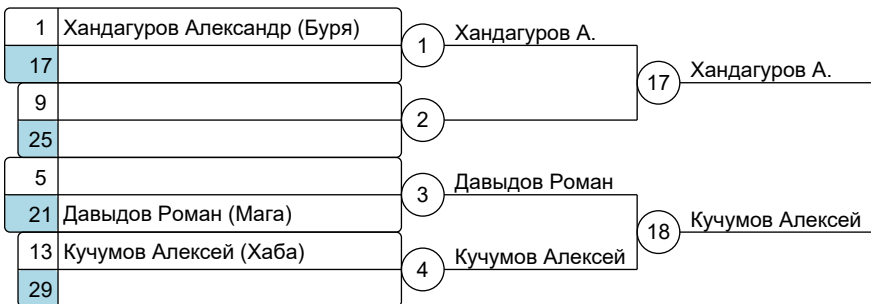 1 Хандагуров Александр (Буря)
17
1 Хандагуров А.
9
25
2
17 Хандагуров А.
5
21 Давыдов Роман (Мага)
3 Давыдов Роман
13 Кучумов Алексей (Хаба)
29
4 Кучумов Алексей
18 Кучумов Алексей